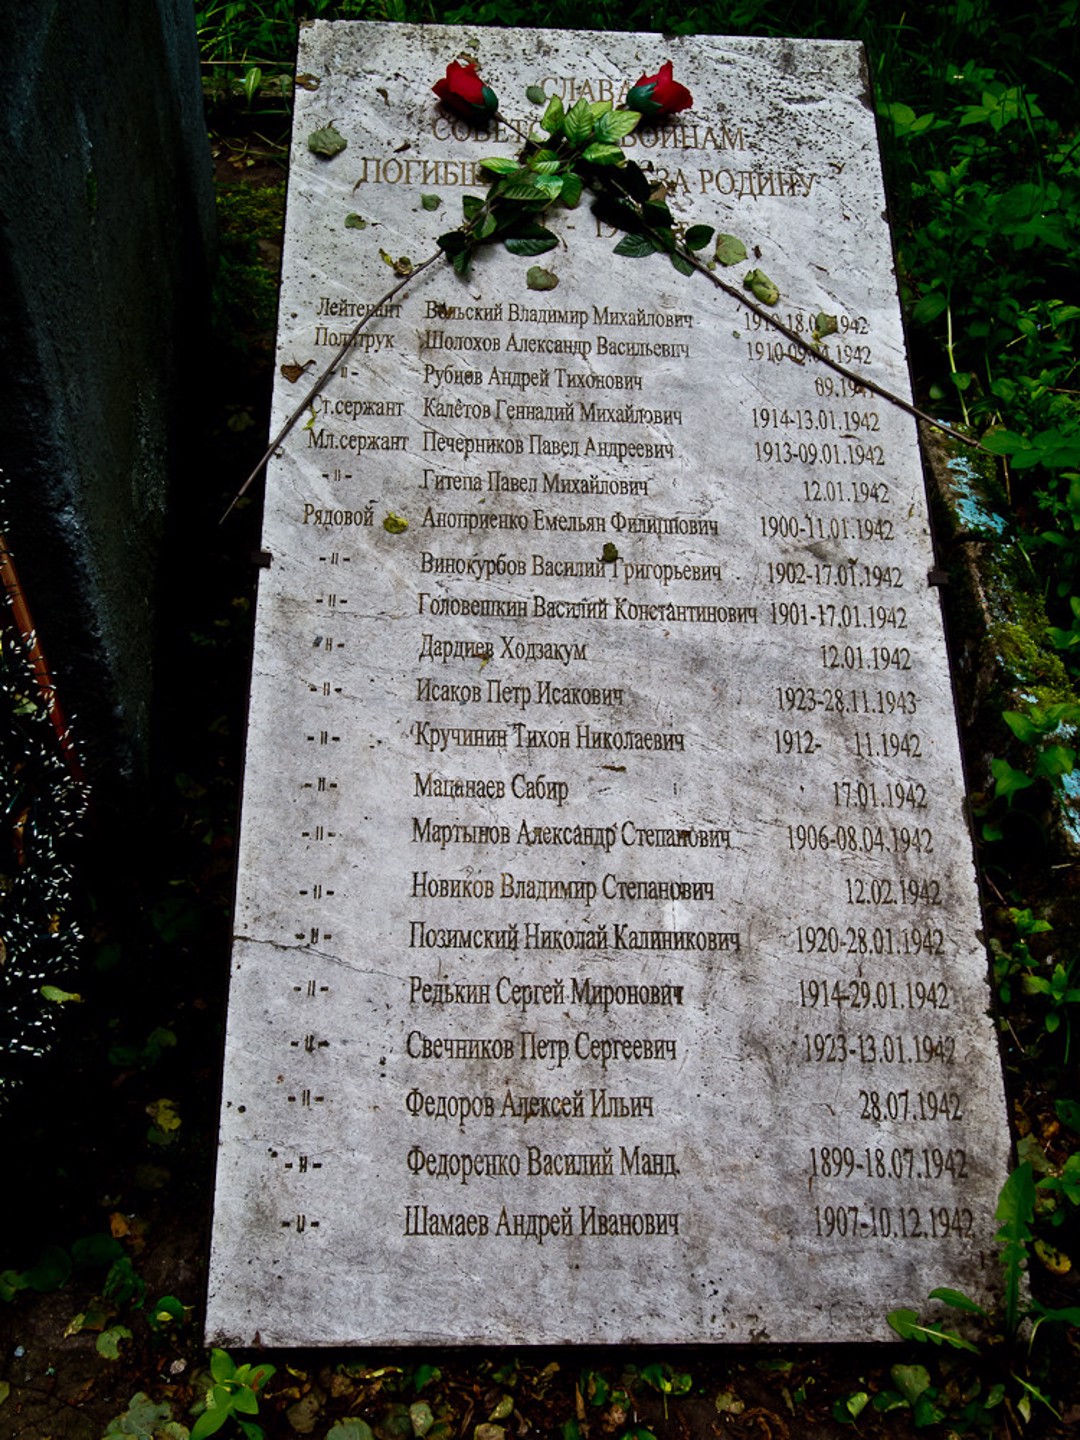 СЛАВА
ВОИНАМ
ЗА РОДИНУ
Лейтенант Вольский Владимир Михайлович
Политрук Шолохов Александр Васильевич 1910-09.04.1942
-"- Рубцов Андрей Тихонович 09.1941
Ст.сержант Калетов Геннадий Михайлович 1914-13.01.1942
Мл.сержант Печерников Павел Андреевич 1913-09.01.1942
-"- Гитепа Павел Михайлович 12.01.1942
Рядовой Аноприенко Емельян Филиппович 1900-11.01.1942
-"- Винокурбов Василий Григорьевич 1902-17.01.1942
-"- Головешкин Василий Константинович 1901-17.01.1942
-"- Дардиев Ходзакум 12.01.1942
-"- Исаков Петр Исакович 1923-28.11.1943
-"- Кручинин Тихон Николаевич 1912- 11.1942
-"- Мацанаев Сабир 17.01.1942
-"- Мартынов Александр Степанович 1906-08.04.1942
-"- Новиков Владимир Степанович 12.02.1942
-"- Позимский Николай Калиникович 1920-28.01.1942
-"- Редькин Сергей Миронович 1914-29.01.1942
-"- Свечников Петр Сергеевич 1923-13.01.1942
-"- Федоров Алексей Ильич 28.07.1942
-"- Федоренко Василий Манд. 1899-18.07.1942
-"- Шамаев Андрей Иванович 1907-10.12.1942